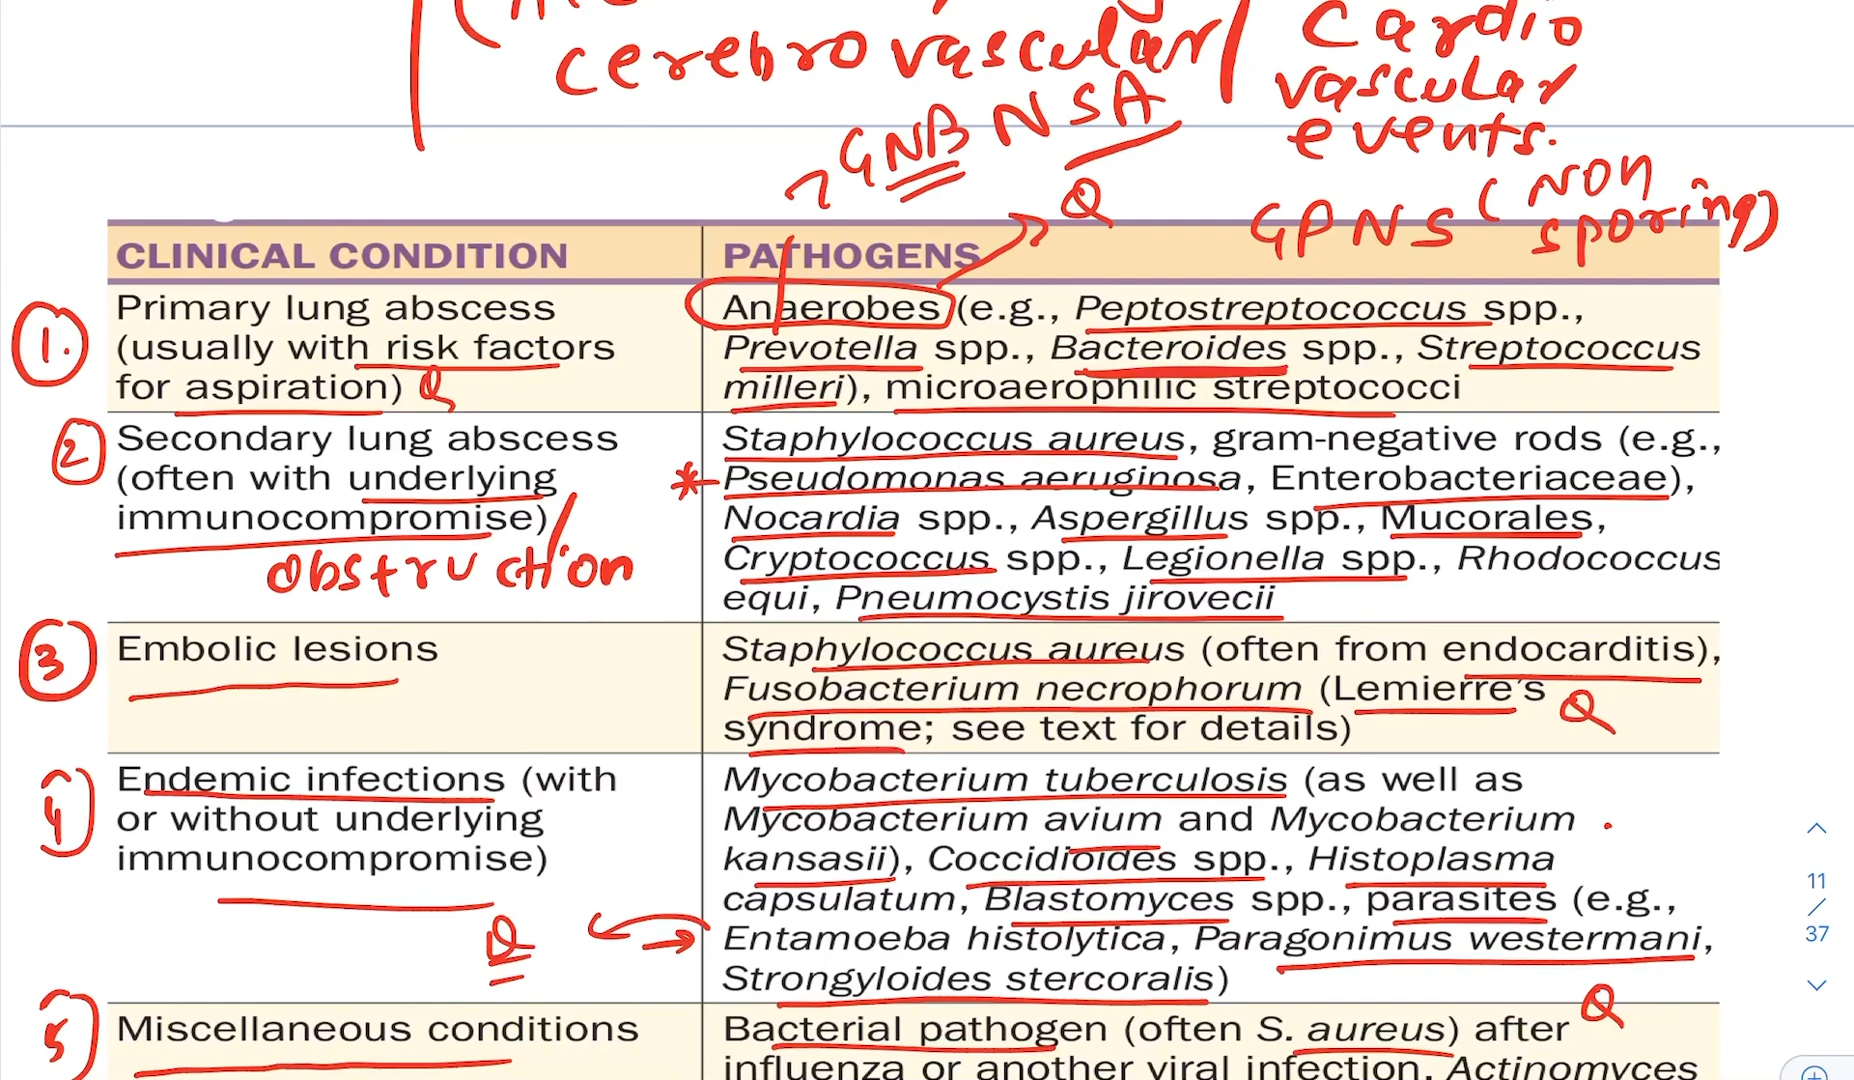 cerebrovascular
Cardio
vascular
events.
GNB NSA
Q
GPNS (Non
sporing)
CLINICAL CONDITION
PATHOGENS
1.
Primary lung abscess
(usually with risk factors
for aspiration) Q
Anaerobes (e.g., Peptostreptococcus spp.,
Prevotella spp., Bacteroides spp., Streptococcus
milleri), microaerophilic streptococci
2
Secondary lung abscess
(often with underlying
immunocompromise)/
obstruction
*
Staphylococcus aureus, gram-negative rods (e.g.,
Pseudomonas aeruginosa, Enterobacteriaceae),
Nocardia spp., Aspergillus spp., Mucorales,
Cryptococcus spp., Legionella spp., Rhodococcus
equi, Pneumocystis jirovecii
3
Embolic lesions
Staphylococcus aureus (often from endocarditis),
Fusobacterium necrophorum (Lemierre’s
syndrome; see text for details)
Q
4
Endemic infections (with
or without underlying
immunocompromise)
Q
Mycobacterium tuberculosis (as well as
Mycobacterium avium and Mycobacterium
kansasii), Coccidioides spp., Histoplasma
capsulatum, Blastomyces spp., parasites (e.g.,
Entamoeba histolytica, Paragonimus westermani,
Strongyloides stercoralis)
Q
5
Miscellaneous conditions
Bacterial pathogen (often S. aureus) after
influenza or another viral infection, Actinomyces
11
/
37